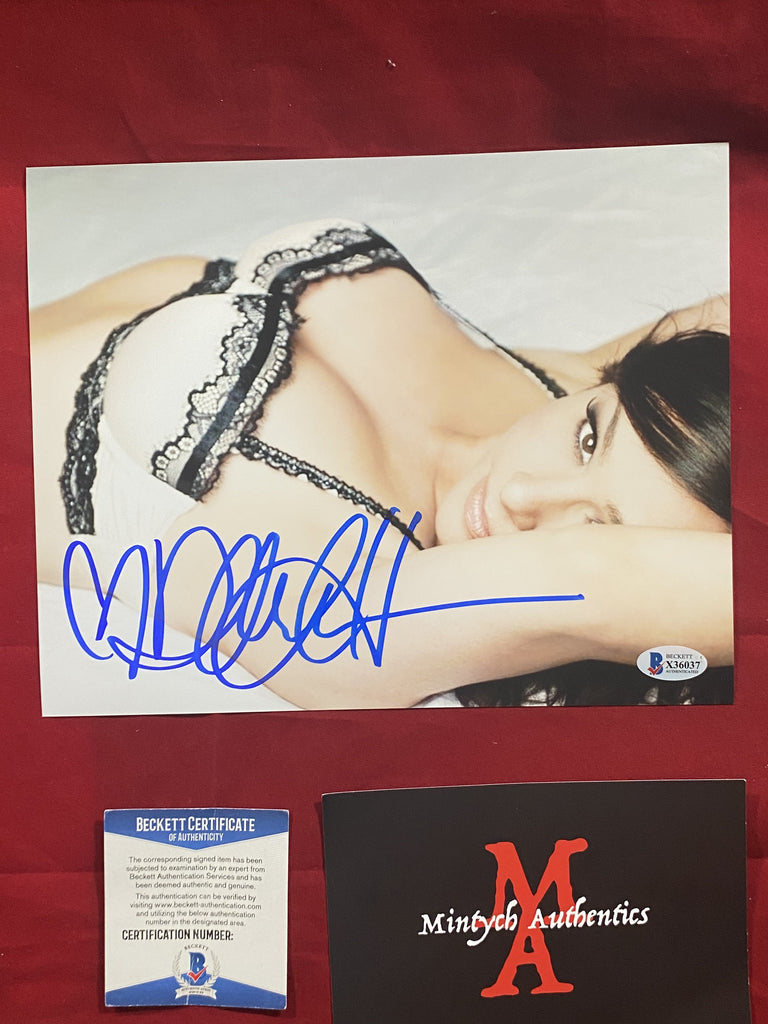 BECKETT
B
X36037
AUTHENTICATED
BECKETT CERTIFICATE
OF AUTHENTICITY
The corresponding signed item has been
subjected to examination by an expert from
Beckett Authentication Services and has
been deemed authentic and genuine.
This authentication can be verified by
visiting www.beckett-authentication.com
and utilizing the below authentication
number in the designated area.
CERTIFICATION NUMBER:
BECKETT
B
MA
Mintych Authentics